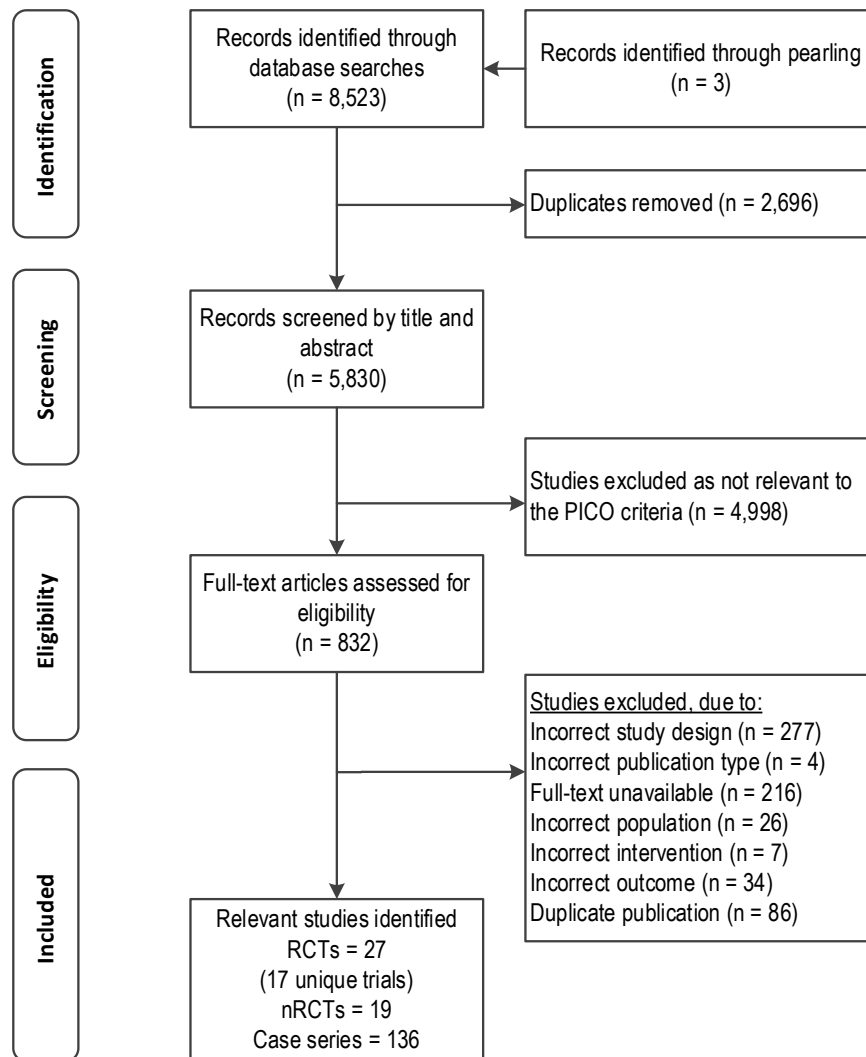 Identification
Records identified through
database searches
(n = 8,523)
Records identified through pearling
(n = 3)
Duplicates removed (n = 2,696)
Screening
Records screened by title and
abstract
(n = 5,830)
Studies excluded as not relevant to
the PICO criteria (n = 4,998)
Eligibility
Full-text articles assessed for
eligibility
(n = 832)
Studies excluded, due to:
Incorrect study design (n = 277)
Incorrect publication type (n = 4)
Full-text unavailable (n = 216)
Incorrect population (n = 26)
Incorrect intervention (n = 7)
Incorrect outcome (n = 34)
Duplicate publication (n = 86)
Included
Relevant studies identified
RCTs = 27
(17 unique trials)
nRCTs = 19
Case series = 136